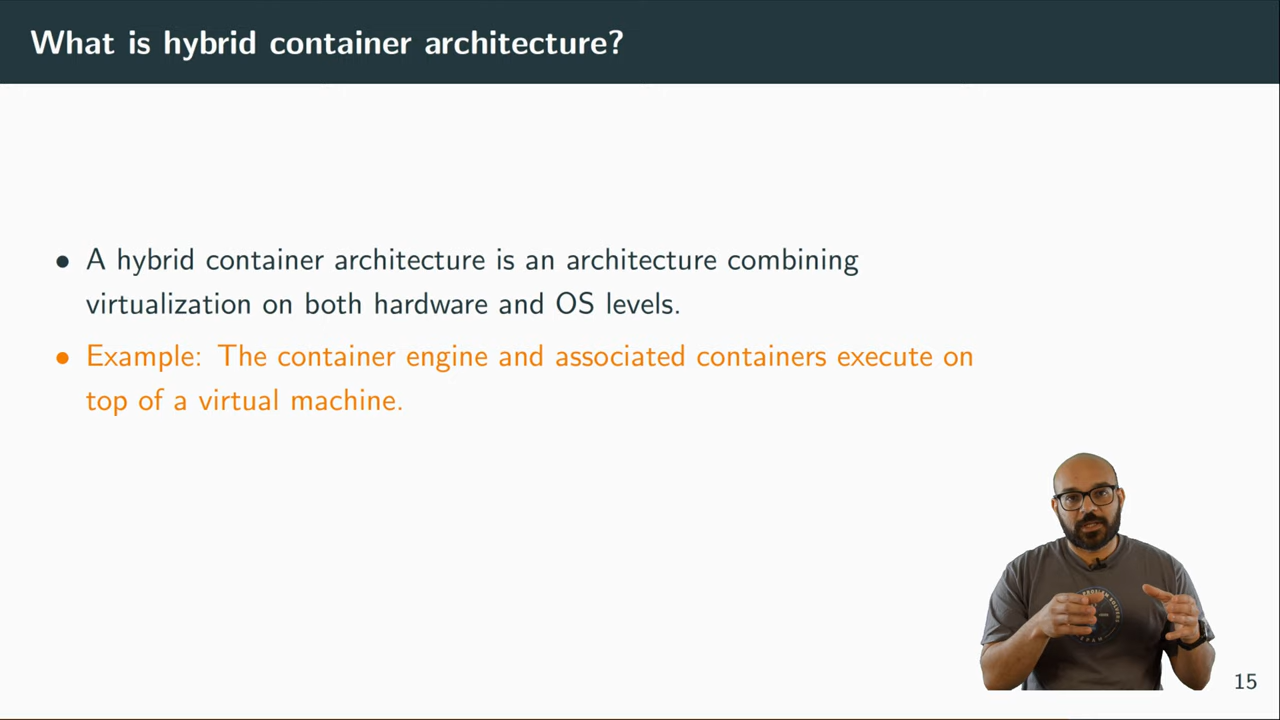 What is hybrid container architecture?
• A hybrid container architecture is an architecture combining
virtualization on both hardware and OS levels.
• Example: The container engine and associated containers execute on
top of a virtual machine.
15